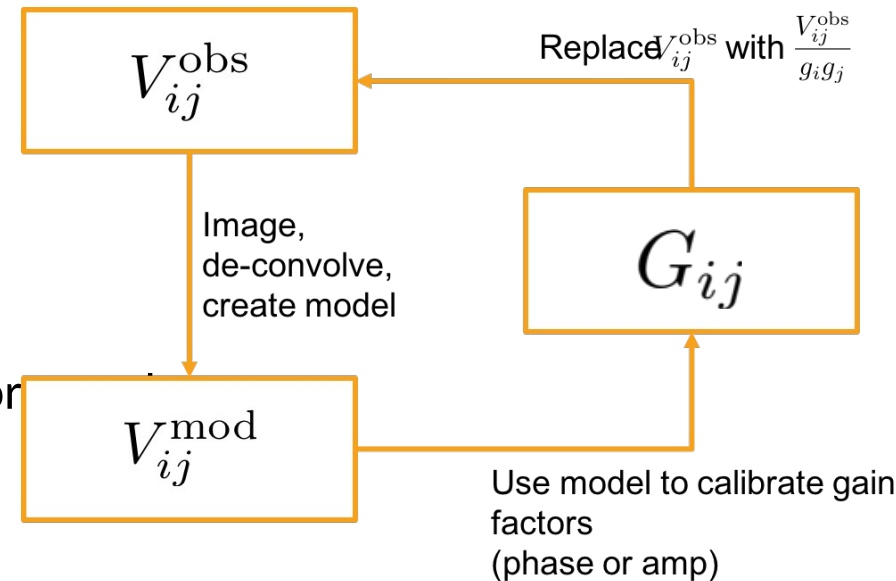 Replace V_{ij}^{obs} with \frac{V_{ij}^{obs}}{g_i g_j}
V_{ij}^{obs}
Image,
de-convolve,
create model
G_{ij}
V_{ij}^{mod}
Use model to calibrate gain
factors
(phase or amp)